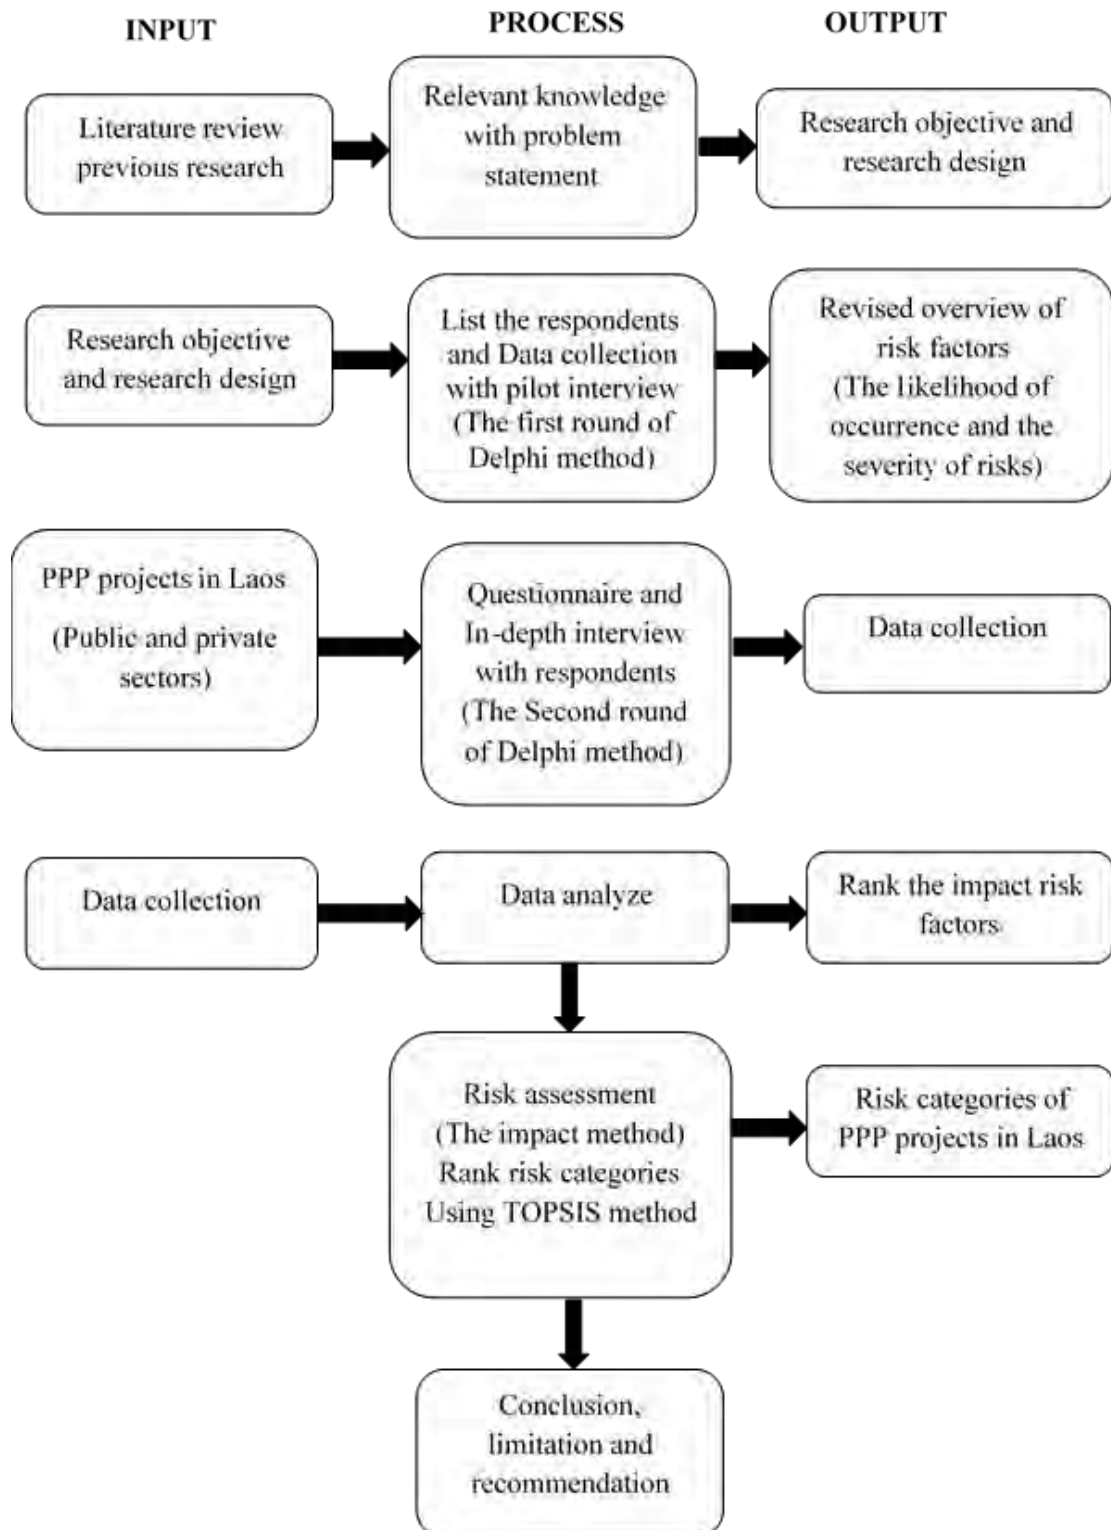 INPUT
PROCESS
OUTPUT
Literature review
previous research
Relevant knowledge
with problem
statement
Research objective and
research design
Research objective
and research design
List the respondents
and Data collection
with pilot interview
(The first round of
Delphi method)
Revised overview of
risk factors
(The likelihood of
occurrence and the
severity of risks)
PPP projects in Laos
(Public and private
sectors)
Questionnaire and
In-depth interview
with respondents
(The Second round
of Delphi method)
Data collection
Data collection
Data analyze
Rank the impact risk
factors
Risk assessment
(The impact method)
Rank risk categories
Using TOPSIS method
Risk categories of
PPP projects in Laos
Conclusion,
limitation and
recommendation